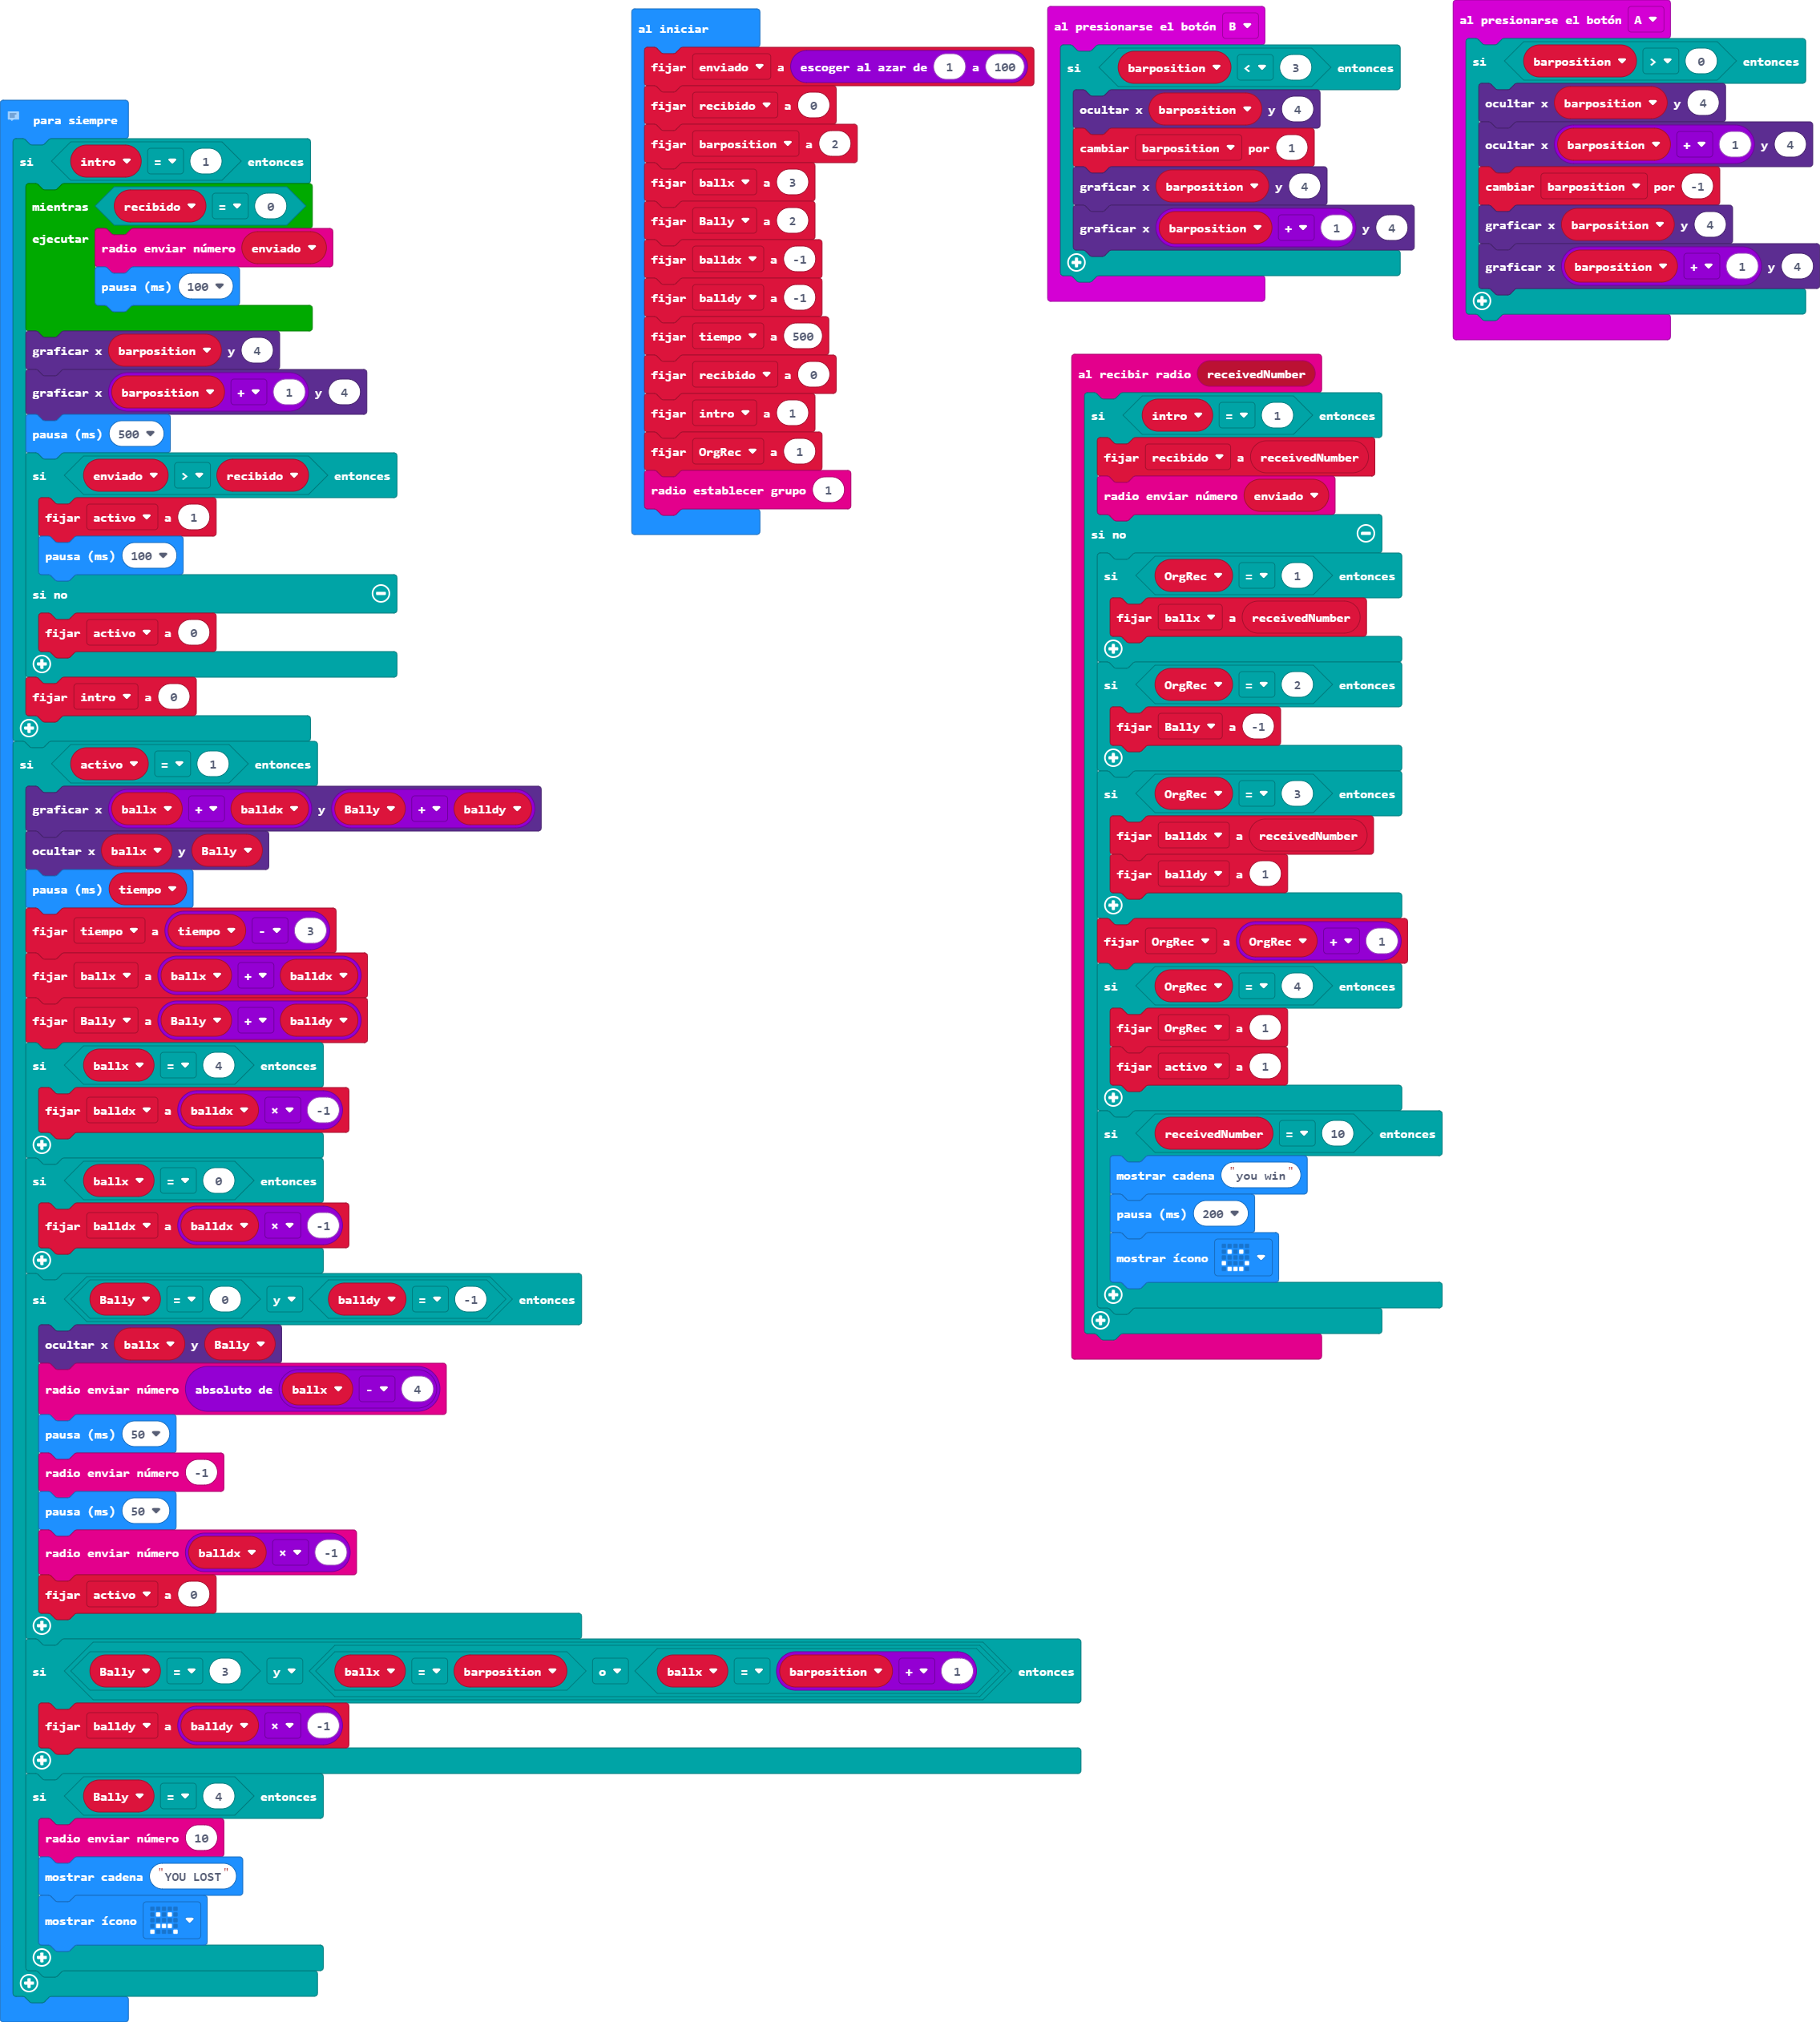 para siempre
si intro = 1 entonces
mientras recibido = 0
ejecutar radio enviar número enviado
pausa (ms) 100
graficar x barposition y 4
graficar x barposition + 1 y 4
pausa (ms) 500
si enviado > recibido entonces
fijar activo a 1
pausa (ms) 100
si no
fijar activo a 0
fijar intro a 0
si activo = 1 entonces
graficar x ballx + balldx y Bally + balldy
ocultar x ballx y Bally
pausa (ms) tiempo
fijar tiempo a tiempo - 3
fijar ballx a ballx + balldx
fijar Bally a Bally + balldy
si ballx = 4 entonces
fijar balldx a balldx × -1
si ballx = 0 entonces
fijar balldx a balldx × -1
si Bally = 0 y balldy = -1 entonces
ocultar x ballx y Bally
radio enviar número absoluto de ballx - 4
pausa (ms) 50
radio enviar número -1
pausa (ms) 50
radio enviar número balldx × -1
fijar activo a 0
si Bally = 3 y ballx = barposition o ballx = barposition + 1 entonces
fijar balldy a balldy × -1
si Bally = 4 entonces
radio enviar número 10
mostrar cadena "YOU LOST"
mostrar ícono
al iniciar
fijar enviado a escoger al azar de 1 a 100
fijar recibido a 0
fijar barposition a 2
fijar ballx a 3
fijar Bally a 2
fijar balldx a -1
fijar balldy a -1
fijar tiempo a 500
fijar recibido a 0
fijar intro a 1
fijar OrgRec a 1
radio establecer grupo 1
al presionarse el botón B
si barposition < 3 entonces
ocultar x barposition y 4
cambiar barposition por 1
graficar x barposition y 4
graficar x barposition + 1 y 4
al presionarse el botón A
si barposition > 0 entonces
ocultar x barposition y 4
ocultar x barposition + 1 y 4
cambiar barposition por -1
graficar x barposition y 4
graficar x barposition + 1 y 4
al recibir radio receivedNumber
si intro = 1 entonces
fijar recibido a receivedNumber
radio enviar número enviado
si no
si OrgRec = 1 entonces
fijar ballx a receivedNumber
si OrgRec = 2 entonces
fijar Bally a -1
si OrgRec = 3 entonces
fijar balldx a receivedNumber
fijar balldy a 1
fijar OrgRec a OrgRec + 1
si OrgRec = 4 entonces
fijar OrgRec a 1
fijar activo a 1
si receivedNumber = 10 entonces
mostrar cadena "you win"
pausa (ms) 200
mostrar ícono